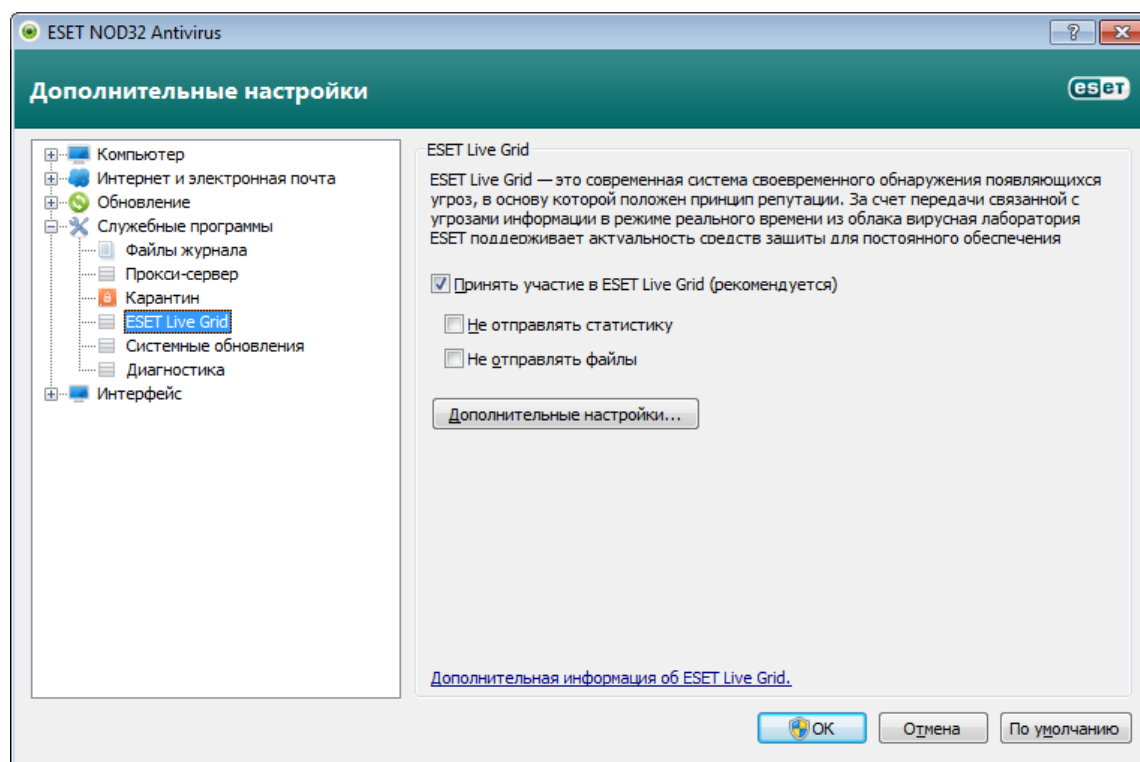 ESET NOD32 Antivirus
Дополнительные настройки
eseT
Компьютер
Интернет и электронная почта
Обновление
Служебные программы
Файлы журнала
Прокси-сервер
Карантин
ESET Live Grid
Системные обновления
Диагностика
Интерфейс
ESET Live Grid
ESET Live Grid — это современная система своевременного обнаружения появляющихся
угроз, в основу которой положен принцип репутации. За счет передачи связанной с
угрозами информации в режиме реального времени из облака вирусная лаборатория
ESET поддерживает актуальность средств защиты для постоянного обеспечения
Принять участие в ESET Live Grid (рекомендуется)
Не отправлять статистику
Не отправлять файлы
Дополнительные настройки...
Дополнительная информация об ESET Live Grid.
ОК
Отмена
По умолчанию